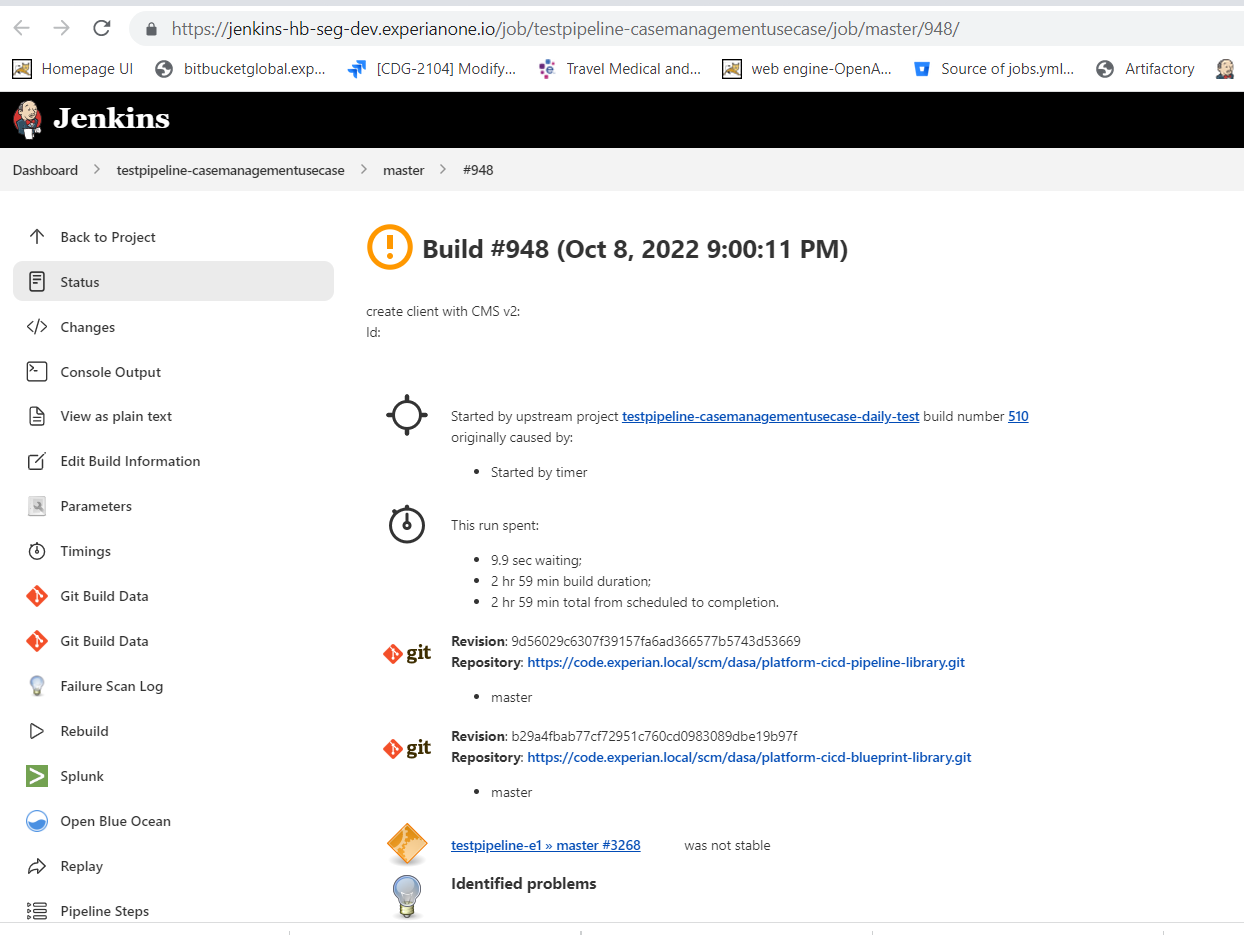 https://jenkins-hb-seg-dev.experianone.io/job/testpipeline-casemanagementusecase/job/master/948/
Homepage UI bitbucketglobal.exp... [CDG-2104] Modify... Travel Medical and... web engine-OpenA... Source of jobs.yml... Artifactory
Jenkins
Dashboard > testpipeline-casemanagementusecase > master > #948
Back to Project
Status
Changes
Console Output
View as plain text
Edit Build Information
Parameters
Timings
Git Build Data
Git Build Data
Failure Scan Log
Rebuild
Splunk
Open Blue Ocean
Replay
Pipeline Steps
Build #948 (Oct 8, 2022 9:00:11 PM)
create client with CMS v2:
Id:
Started by upstream project testpipeline-casemanagementusecase-daily-test build number 510
originally caused by:
• Started by timer
This run spent:
• 9.9 sec waiting;
• 2 hr 59 min build duration;
• 2 hr 59 min total from scheduled to completion.
git
Revision: 9d56029c6307f39157fa6ad366577b5743d53669
Repository: https://code.experian.local/scm/dasa/platform-cicd-pipeline-library.git
• master
git
Revision: b29a4fbab77cf72951c760cd0983089dbe19b97f
Repository: https://code.experian.local/scm/dasa/platform-cicd-blueprint-library.git
• master
testpipeline-e1 » master #3268 was not stable
Identified problems